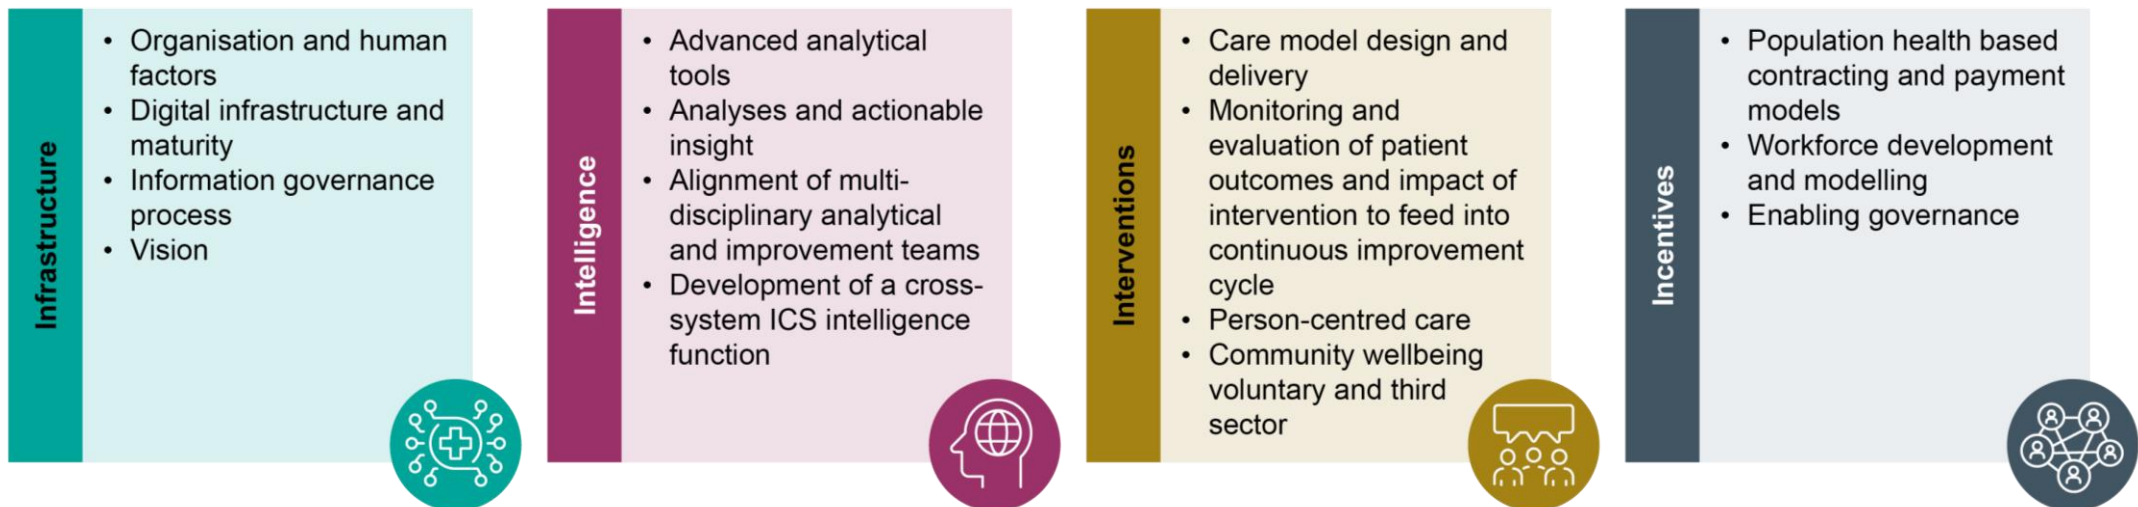 Infrastructure
• Organisation and human
factors
• Digital infrastructure and
maturity
• Information governance
process
• Vision
Intelligence
• Advanced analytical
tools
• Analyses and actionable
insight
• Alignment of multi-
disciplinary analytical
and improvement teams
• Development of a cross-
system ICS intelligence
function
Interventions
• Care model design and
delivery
• Monitoring and
evaluation of patient
outcomes and impact of
intervention to feed into
continuous improvement
cycle
• Person-centred care
• Community wellbeing
voluntary and third
sector
Incentives
• Population health based
contracting and payment
models
• Workforce development
and modelling
• Enabling governance